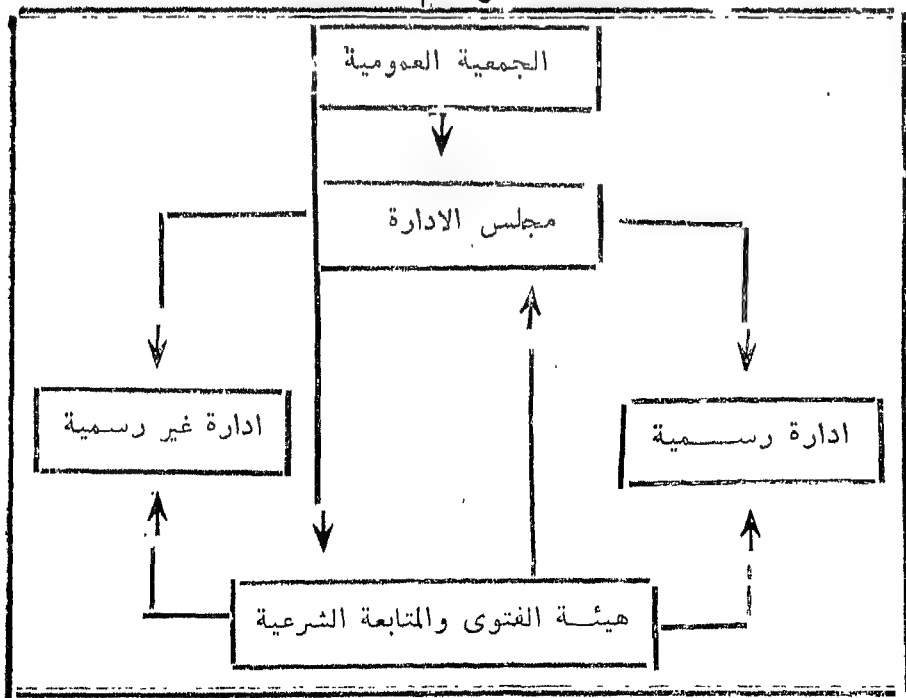 الجمعية العمومية
مجلس الادارة
ادارة رسمية
ادارة غير رسمية
هيئة الفتوى والمتابعة الشرعية